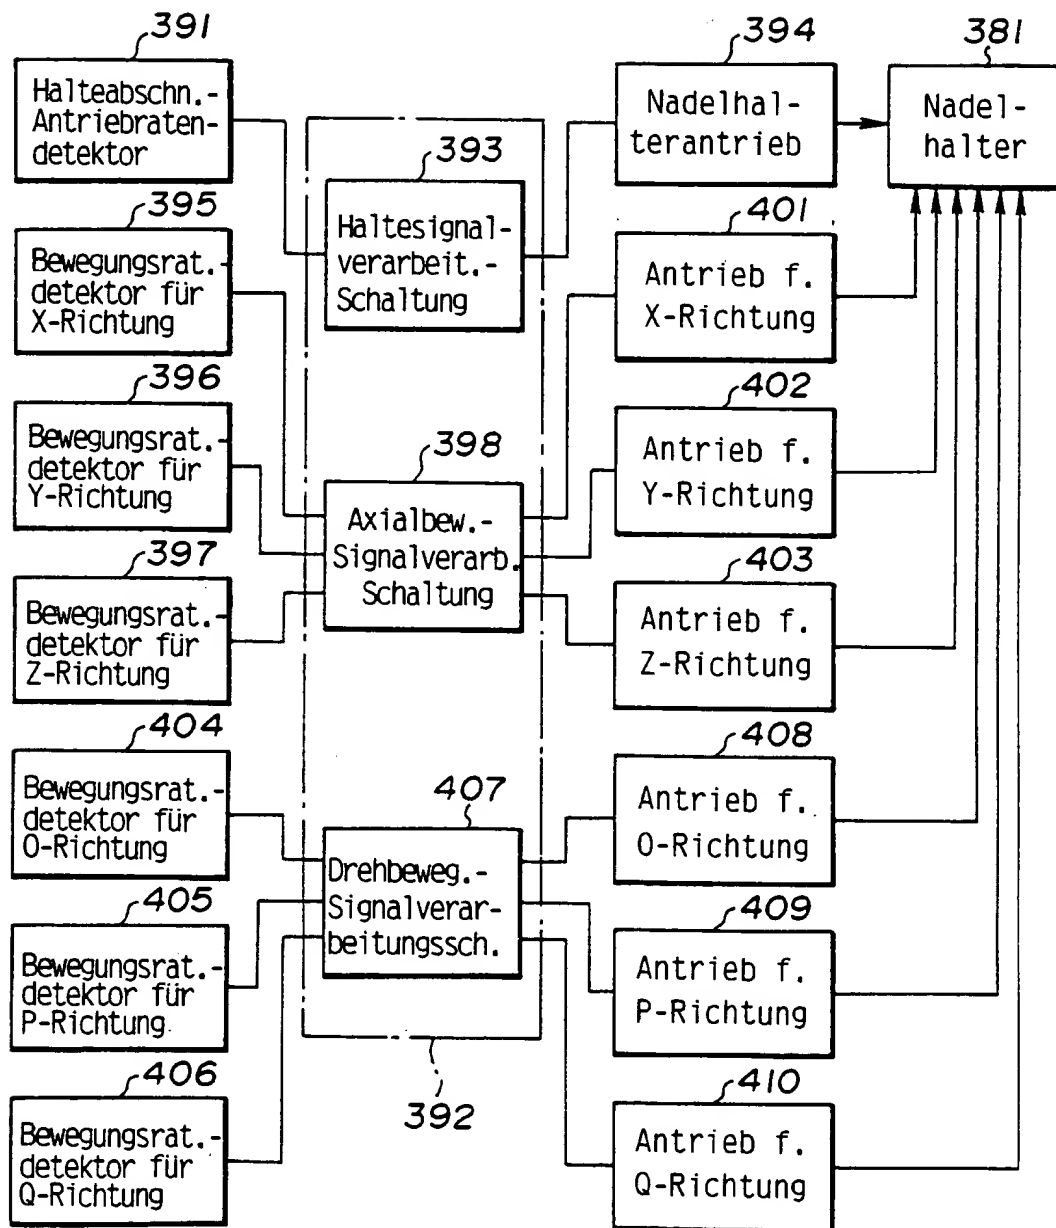 391
Halteabschn.-
Antriebraten-
detektor
395
Bewegungsrat.-
detektor für
X-Richtung
396
Bewegungsrat.-
detektor für
Y-Richtung
397
Bewegungsrat.-
detektor für
Z-Richtung
404
Bewegungsrat.-
detektor für
O-Richtung
405
Bewegungsrat.-
detektor für
P-Richtung
406
Bewegungsrat.-
detektor für
Q-Richtung
393
Haltesignal-
verarbeit.-
Schaltung
398
Axialbew.-
Signalverarb.
Schaltung
407
Drehbeweg.-
Signalverar-
beitungssch.
392
394
Nadelhal-
terantrieb
401
Antrieb f.
X-Richtung
402
Antrieb f.
Y-Richtung
403
Antrieb f.
Z-Richtung
408
Antrieb f.
O-Richtung
409
Antrieb f.
P-Richtung
410
Antrieb f.
Q-Richtung
381
Nadel-
halter